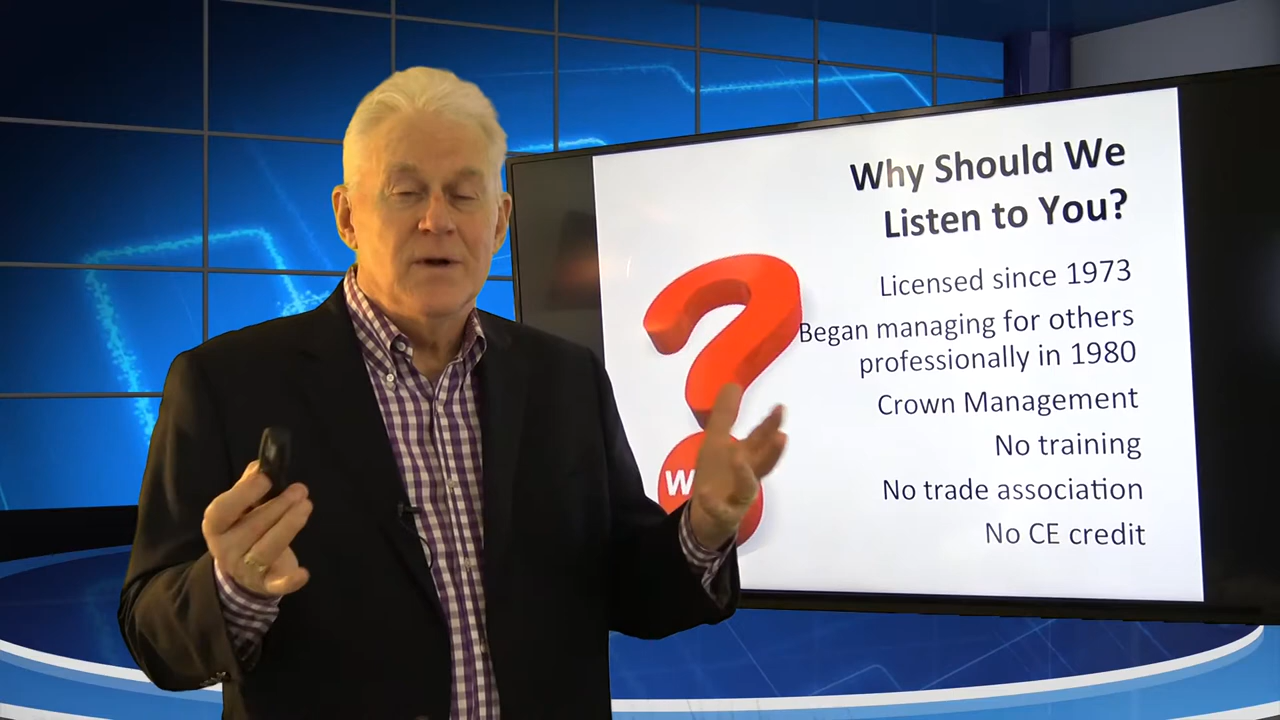 Why Should We
Listen to You?
Licensed since 1973
Began managing for others
professionally in 1980
Crown Management
No training
No trade association
No CE credit